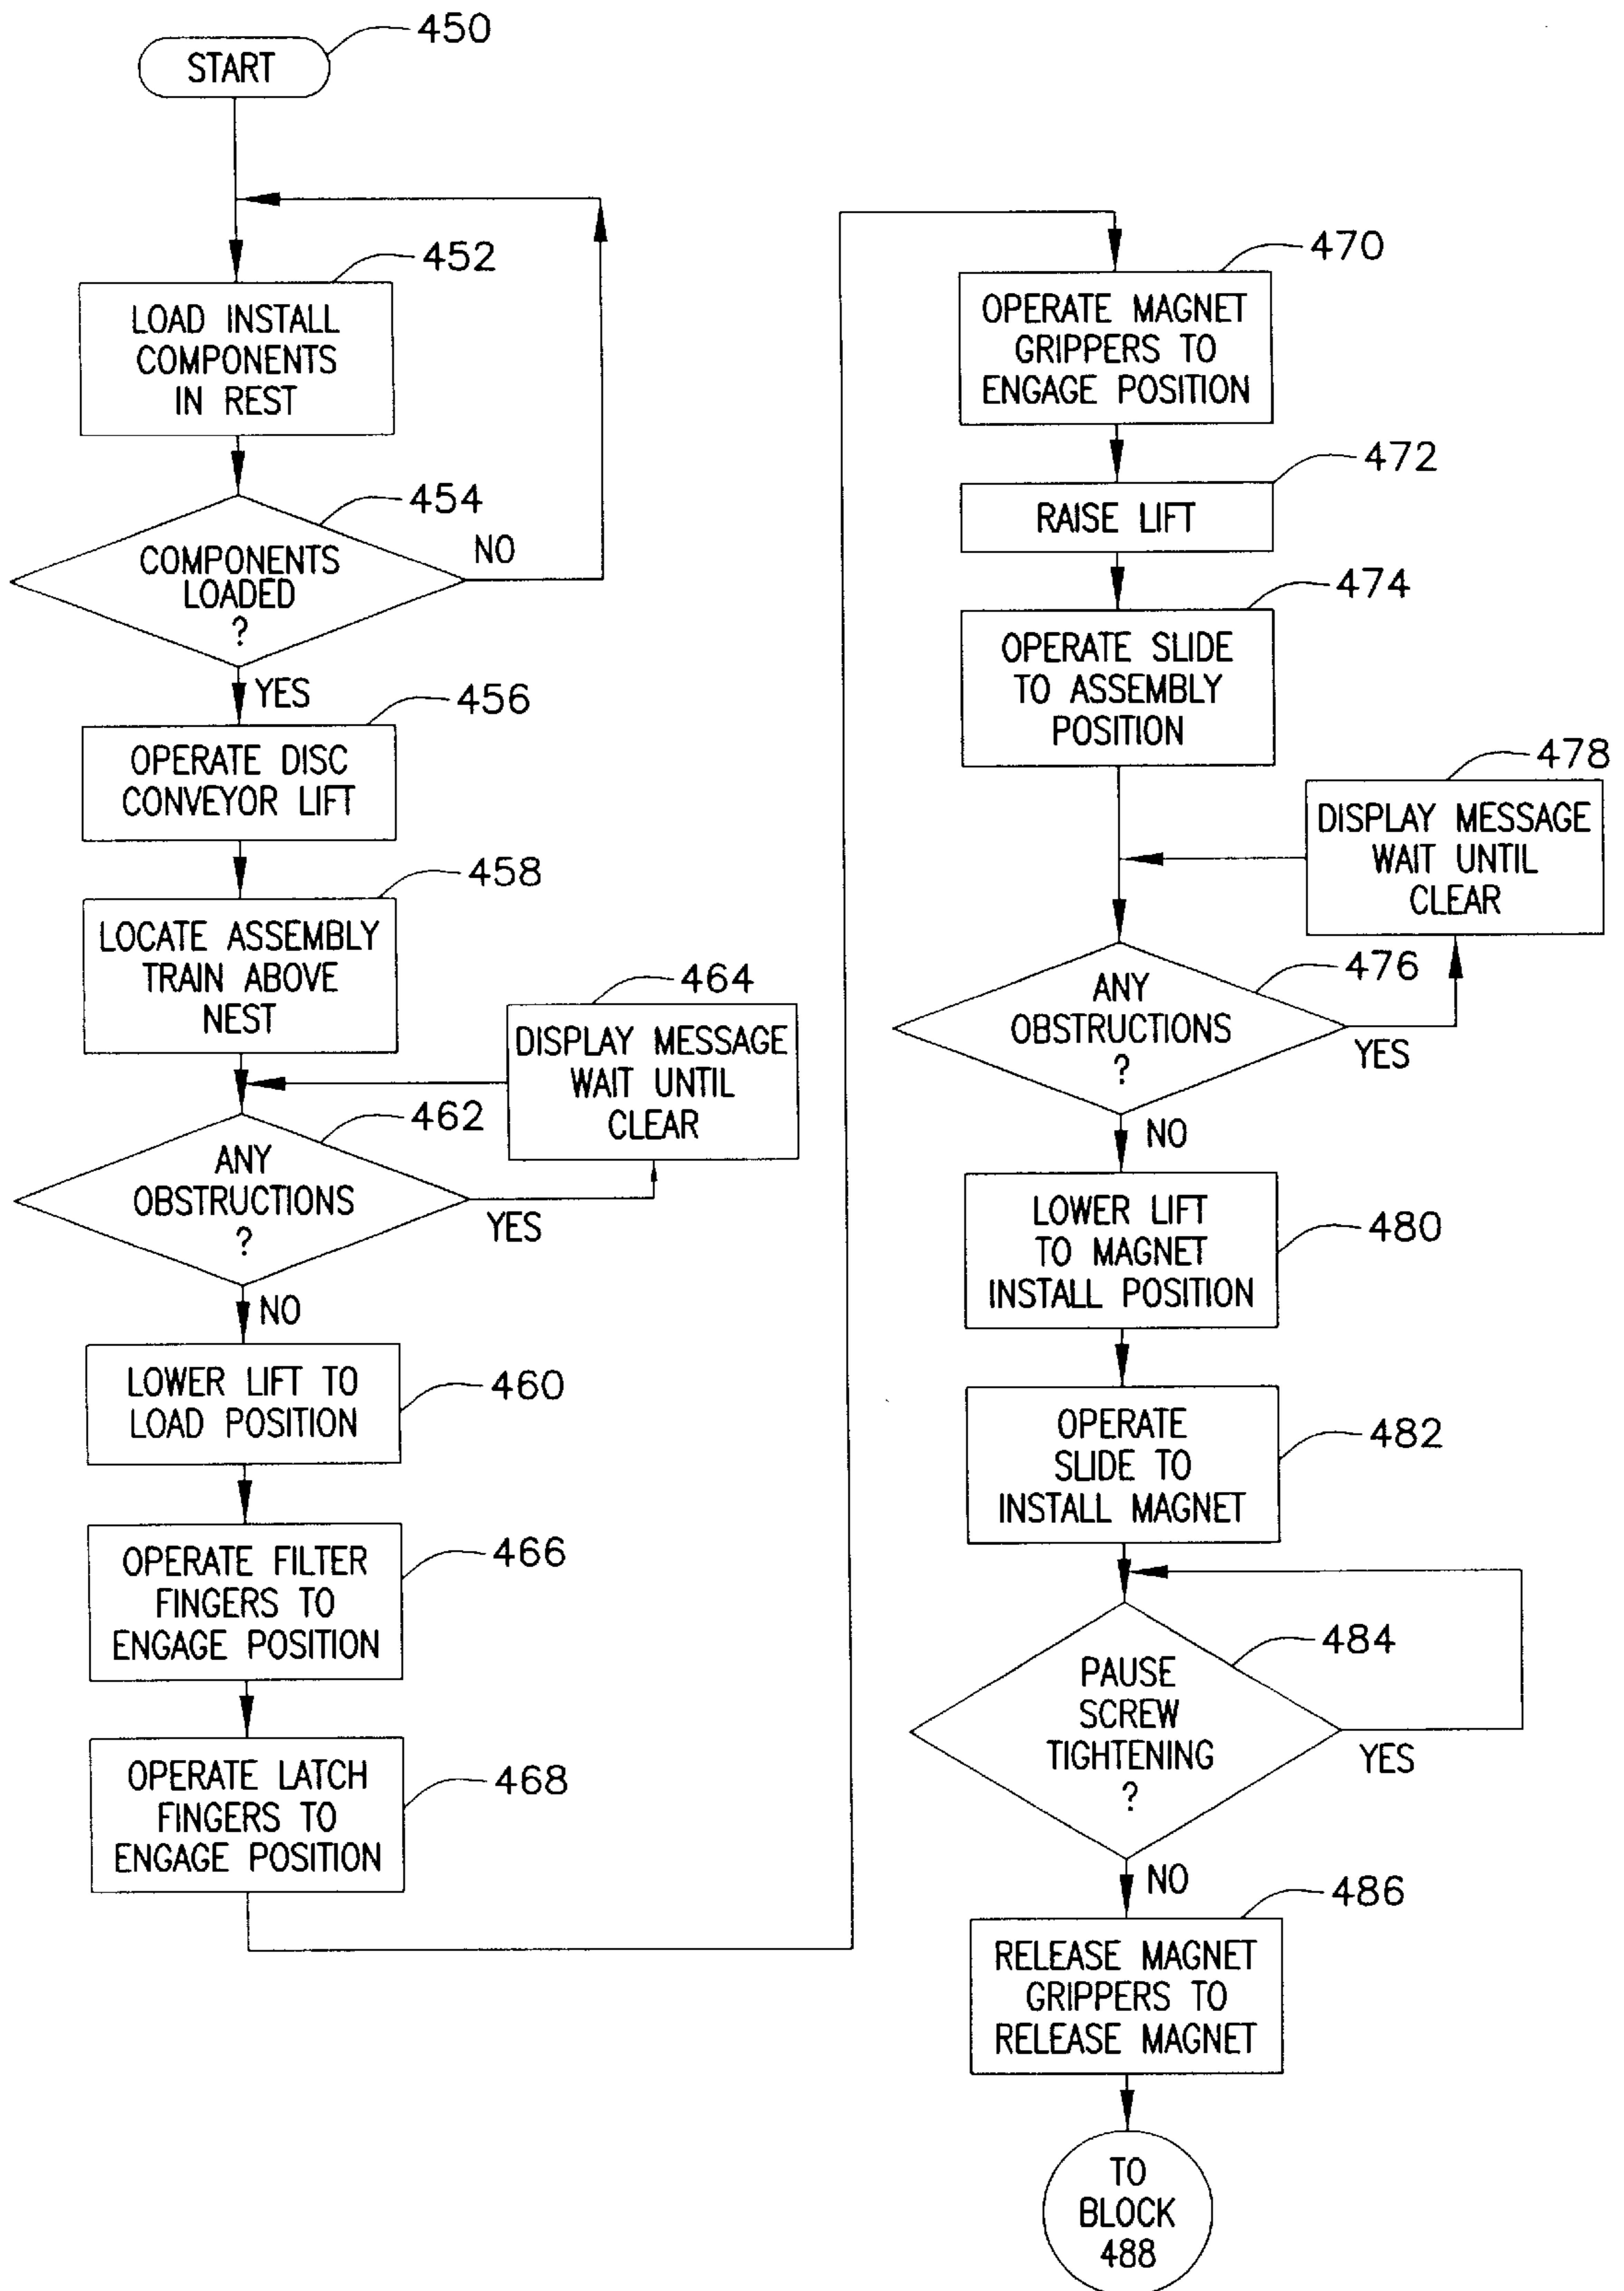 START
450
LOAD INSTALL
COMPONENTS
IN REST
452
COMPONENTS
LOADED
?
454
NO
YES
OPERATE DISC
CONVEYOR LIFT
456
LOCATE ASSEMBLY
TRAIN ABOVE
NEST
458
DISPLAY MESSAGE
WAIT UNTIL
CLEAR
464
ANY
OBSTRUCTIONS
?
462
YES
NO
LOWER LIFT TO
LOAD POSITION
460
OPERATE FILTER
FINGERS TO
ENGAGE POSITION
466
OPERATE LATCH
FINGERS TO
ENGAGE POSITION
468
OPERATE MAGNET
GRIPPERS TO
ENGAGE POSITION
470
RAISE LIFT
472
OPERATE SLIDE
TO ASSEMBLY
POSITION
474
DISPLAY MESSAGE
WAIT UNTIL
CLEAR
478
ANY
OBSTRUCTIONS
?
476
YES
NO
LOWER LIFT
TO MAGNET
INSTALL POSITION
480
OPERATE
SLIDE TO
INSTALL MAGNET
482
PAUSE
SCREW
TIGHTENING
?
484
YES
NO
RELEASE MAGNET
GRIPPERS TO
RELEASE MAGNET
486
TO
BLOCK
488